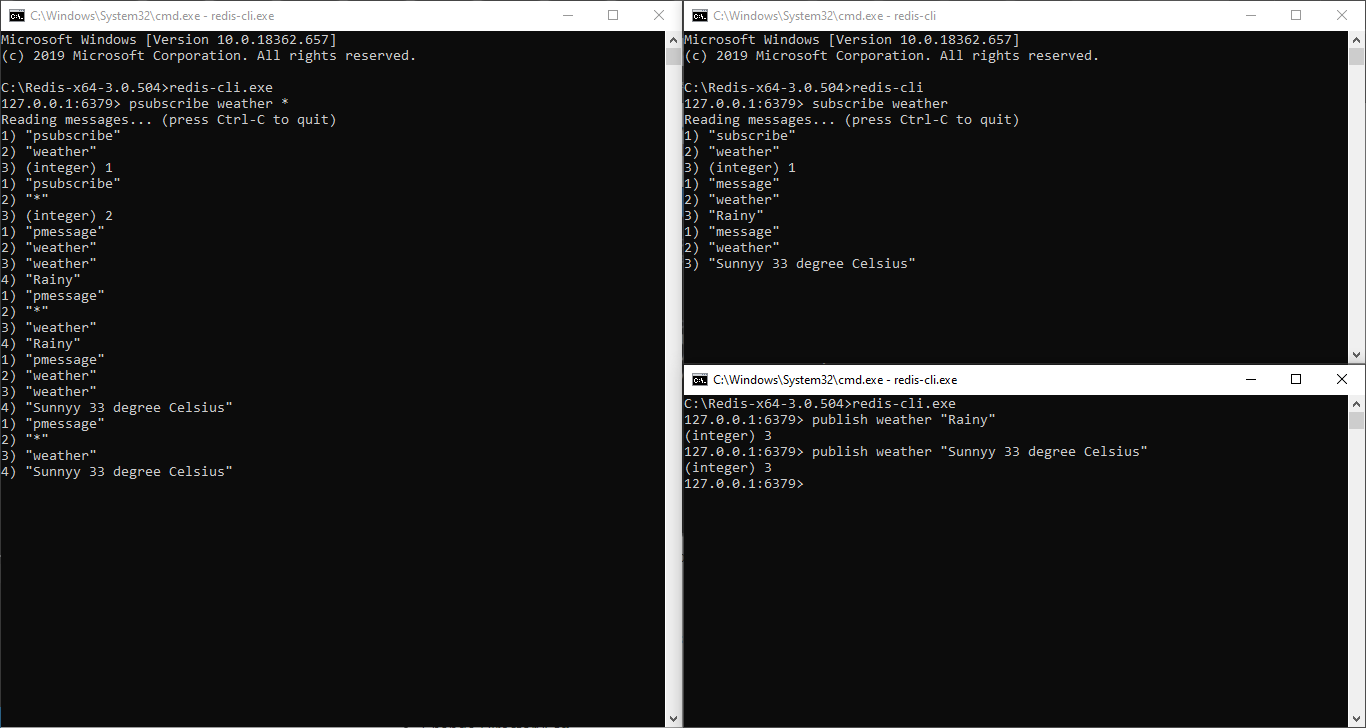 C:\Windows\System32\cmd.exe - redis-cli.exe
Microsoft Windows [Version 10.0.18362.657]
(c) 2019 Microsoft Corporation. All rights reserved.
C:\Redis-x64-3.0.504>redis-cli.exe
127.0.0.1:6379> psubscribe weather *
Reading messages... (press Ctrl-C to quit)
1) "psubscribe"
2) "weather"
3) (integer) 1
1) "psubscribe"
2) "*"
3) (integer) 2
1) "pmessage"
2) "weather"
3) "weather"
4) "Rainy"
1) "pmessage"
2) "*"
3) "weather"
4) "Rainy"
1) "pmessage"
2) "weather"
3) "weather"
4) "Sunnyy 33 degree Celsius"
1) "pmessage"
2) "*"
3) "weather"
4) "Sunnyy 33 degree Celsius"
C:\Windows\System32\cmd.exe - redis-cli
Microsoft Windows [Version 10.0.18362.657]
(c) 2019 Microsoft Corporation. All rights reserved.
C:\Redis-x64-3.0.504>redis-cli
127.0.0.1:6379> subscribe weather
Reading messages... (press Ctrl-C to quit)
1) "subscribe"
2) "weather"
3) (integer) 1
1) "message"
2) "weather"
3) "Rainy"
1) "message"
2) "weather"
3) "Sunnyy 33 degree Celsius"
C:\Windows\System32\cmd.exe - redis-cli.exe
C:\Redis-x64-3.0.504>redis-cli.exe
127.0.0.1:6379> publish weather "Rainy"
(integer) 3
127.0.0.1:6379> publish weather "Sunnyy 33 degree Celsius"
(integer) 3
127.0.0.1:6379>